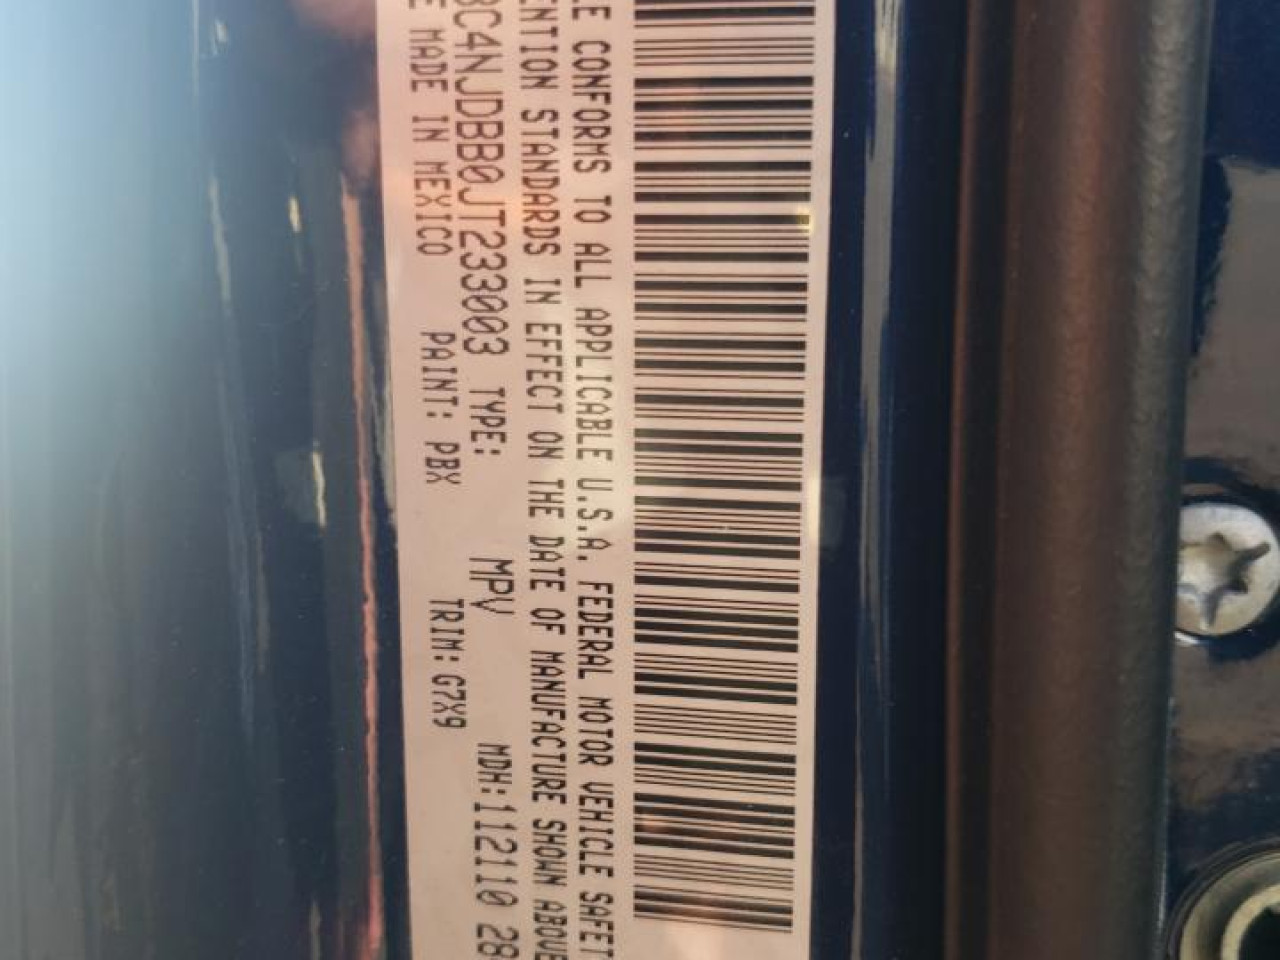 LE CONFORMS TO ALL APPLICABLE U.S.A. FEDERAL MOTOR VEHICLE SAFET
ENTION STANDARDS IN EFFECT ON THE DATE OF MANUFACTURE SHOWN ABOVE
3C4NJDBB0JT233003 TYPE: MPV MDH:112110 28
E MADE IN MEXICO PAINT: PBX TRIM: G7X9